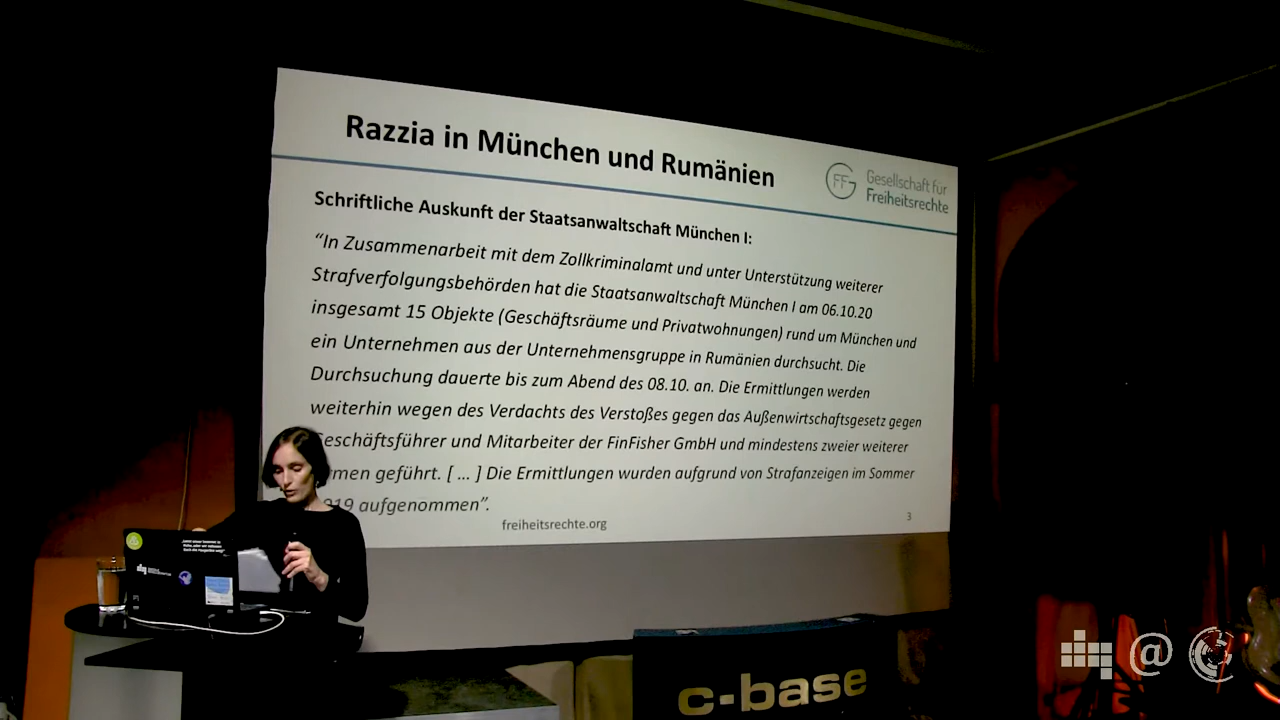 Razzia in München und Rumänien
GFF
Gesellschaft für
Freiheitsrechte
Schriftliche Auskunft der Staatsanwaltschaft München I:
“In Zusammenarbeit mit dem Zollkriminalamt und unter Unterstützung weiterer
Strafverfolgungsbehörden hat die Staatsanwaltschaft München I am 06.10.20
insgesamt 15 Objekte (Geschäftsräume und Privatwohnungen) rund um München und
ein Unternehmen aus der Unternehmensgruppe in Rumänien durchsucht. Die
Durchsuchung dauerte bis zum Abend des 08.10. an. Die Ermittlungen werden
weiterhin wegen des Verdachts des Verstoßes gegen das Außenwirtschaftsgesetz gegen
Geschäftsführer und Mitarbeiter der FinFisher GmbH und mindestens zweier weiterer
rmen geführt. [ ... ] Die Ermittlungen wurden aufgrund von Strafanzeigen im Sommer
019 aufgenommen”.
freiheitsrechte.org
3
c-base
@